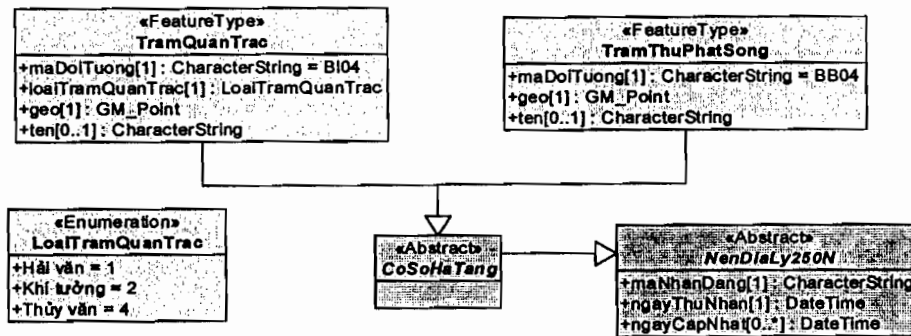 «FeatureType»
TramQuanTrac
+maDoiTuong[1] : CharacterString = BI04
+loaiTramQuanTrac[1] : LoaiTramQuanTrac
+geo[1] : GM_Point
+ten[0..1] : CharacterString
«FeatureType»
TramThuPhatSong
+maDoiTuong[1] : CharacterString = BB04
+geo[1] : GM_Point
+ten[0..1] : CharacterString
«Enumeration»
LoaiTramQuanTrac
+Hải văn = 1
+Khí tưởng = 2
+Thủy văn = 4
«Abstract»
CoSoHaTang
«Abstract»
NenDiaLy250N
+maNhanDang[1] : CharacterString
+ngayThuNhan[1] : DateTime
+ngayCapNhat[0..*] : DateTime